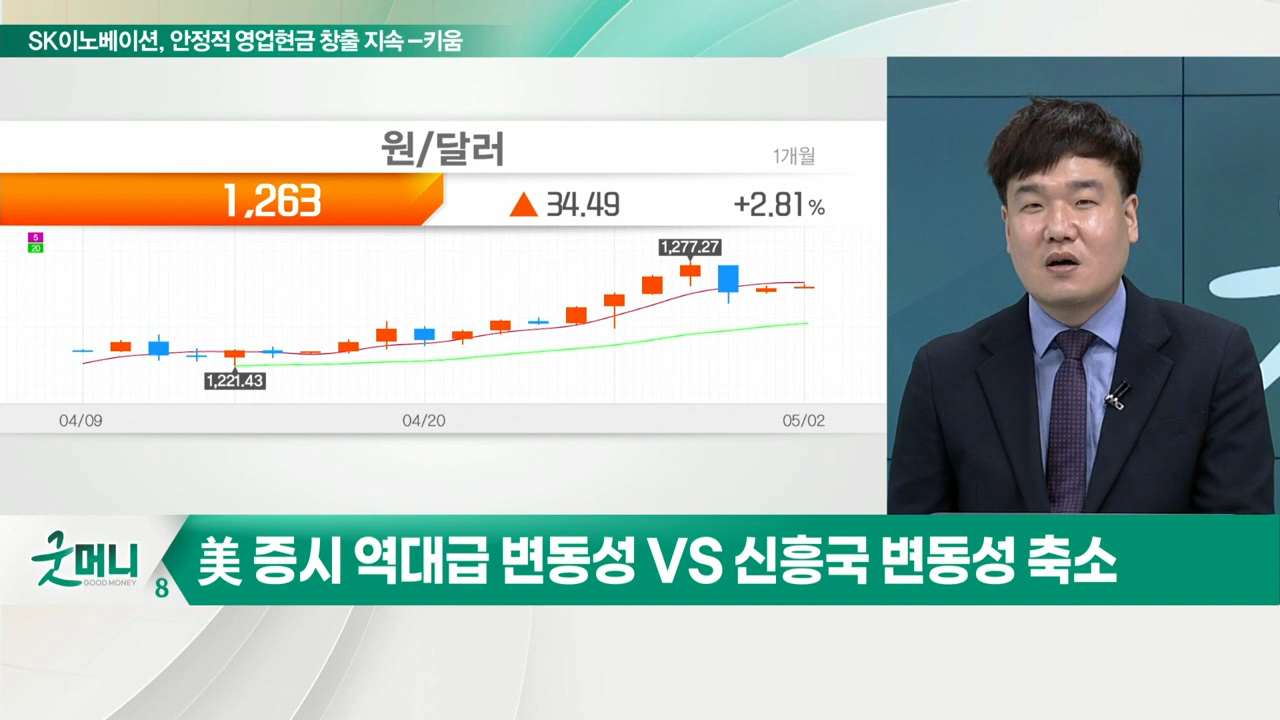 SK이노베이션, 안정적 영업현금 창출 지속 -키움
원/달러
1개월
1,263 ▲ 34.49 +2.81%
5
20
1,277.27
1,221.43
04/09 04/20 05/02
굿머니
GOOD MONEY
8
美 증시 역대급 변동성 VS 신흥국 변동성 축소